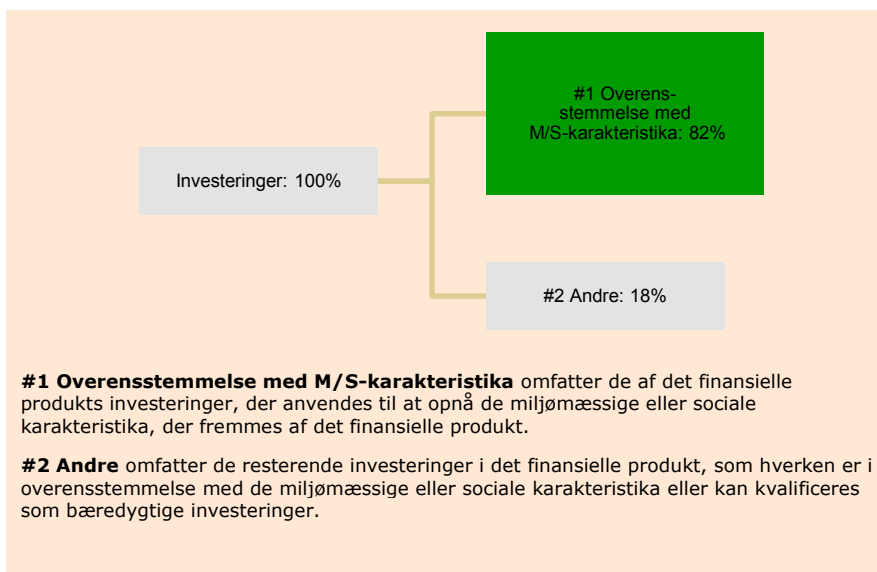 #1 Overens-
stemmelse med
M/S-karakteristika: 82%
Investeringer: 100%
#2 Andre: 18%
#1 Overensstemmelse med M/S-karakteristika omfatter de af det finansielle
produkts investeringer, der anvendes til at opnå de miljømæssige eller sociale
karakteristika, der fremmes af det finansielle produkt.
#2 Andre omfatter de resterende investeringer i det finansielle produkt, som hverken er i
overensstemmelse med de miljømæssige eller sociale karakteristika eller kan kvalificeres
som bæredygtige investeringer.